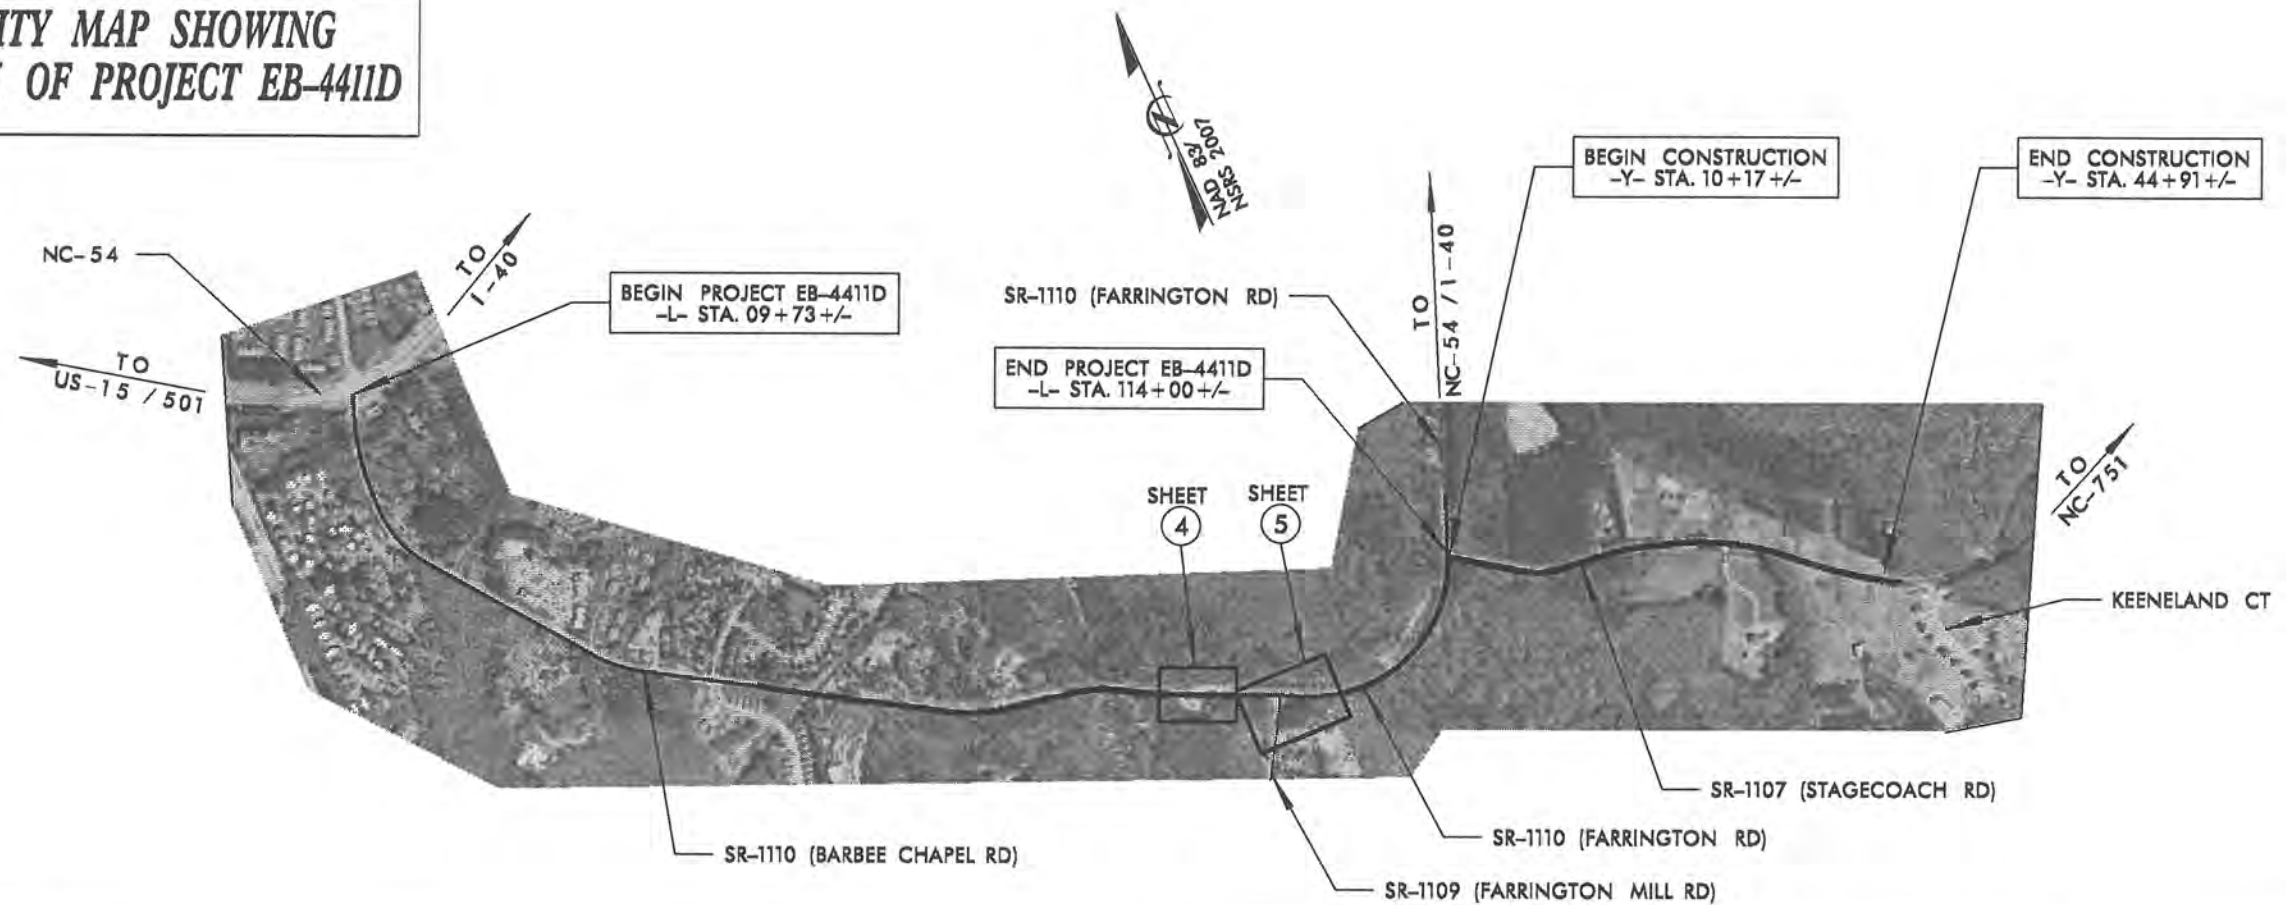 MAP SHOWING
OF PROJECT EB-4411D
NAD 83/
NSRS 2007
BEGIN CONSTRUCTION
-Y- STA. 10+17 +/-
END CONSTRUCTION
-Y- STA. 44+91 +/-
NC-54
TO
I-40
BEGIN PROJECT EB-4411D
-L- STA. 09+73 +/-
SR-1110 (FARRINGTON RD)
TO
NC-54 / I-40
TO
US-15 / 501
END PROJECT EB-4411D
-L- STA. 114+00 +/-
TO
NC-751
SHEET
4
SHEET
5
KEENELAND CT
SR-1107 (STAGECOACH RD)
SR-1110 (FARRINGTON RD)
SR-1110 (BARBEE CHAPEL RD)
SR-1109 (FARRINGTON MILL RD)